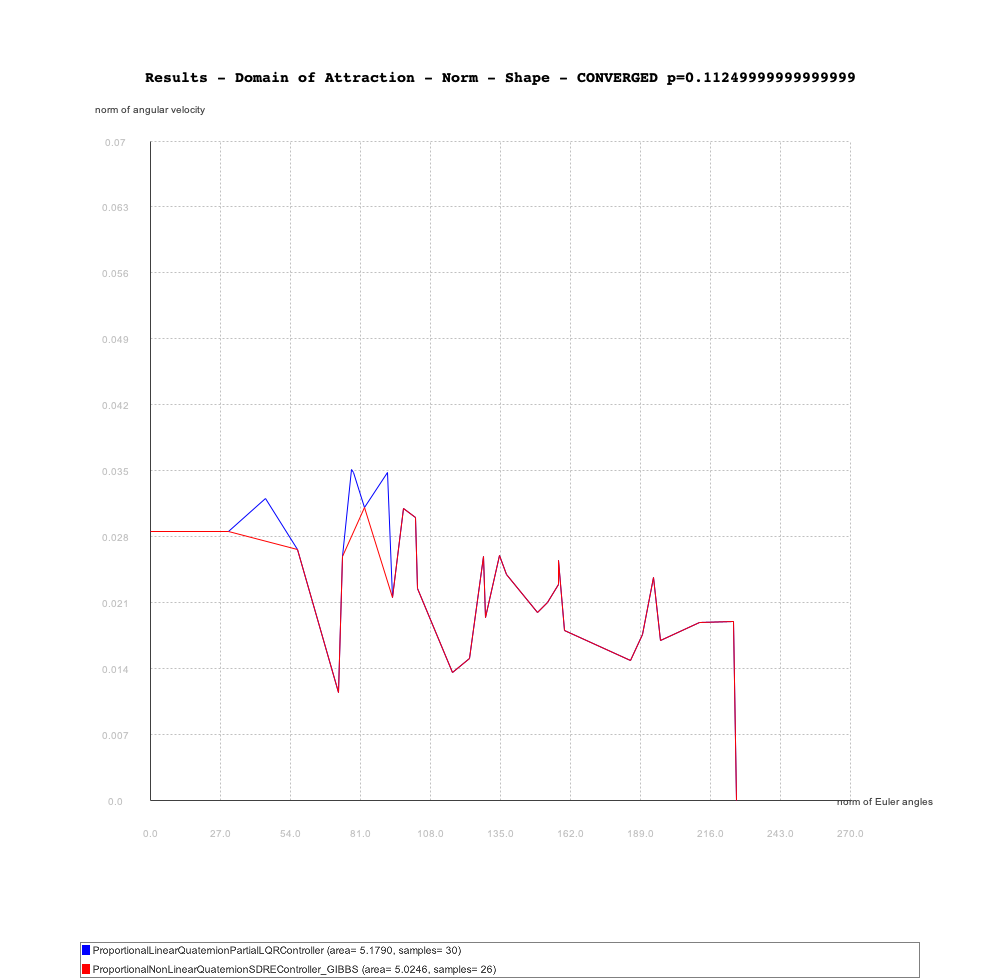 Results - Domain of Attraction - Norm - Shape - CONVERGED p=0.11249999999999999
norm of angular velocity
0.07
0.063
0.056
0.049
0.042
0.035
0.028
0.021
0.014
0.007
0.0
norm of Euler angles
0.0 27.0 54.0 81.0 108.0 135.0 162.0 189.0 216.0 243.0 270.0
ProportionalLinearQuaternionPartialLQRController (area= 5.1790, samples= 30)
ProportionalNonLinearQuaternionSDREController_GIBBS (area= 5.0246, samples= 26)